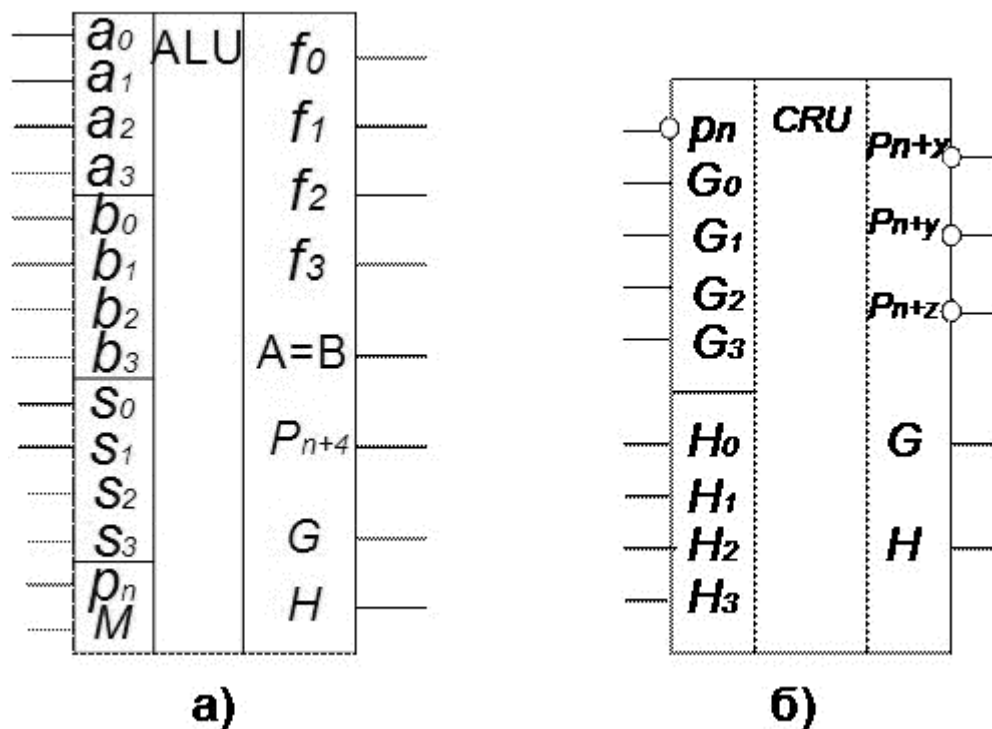 a0 ALU f0
a1
a2 f1
a3
b0 f2
b1 f3
b2
b3 A=B
s0
s1 Pn+4
s2
s3 G
pn
M H
а)
pn CRU Pn+x
G0
G1 Pn+y
G2 Pn+z
G3
H0 G
H1
H2 H
H3
б)